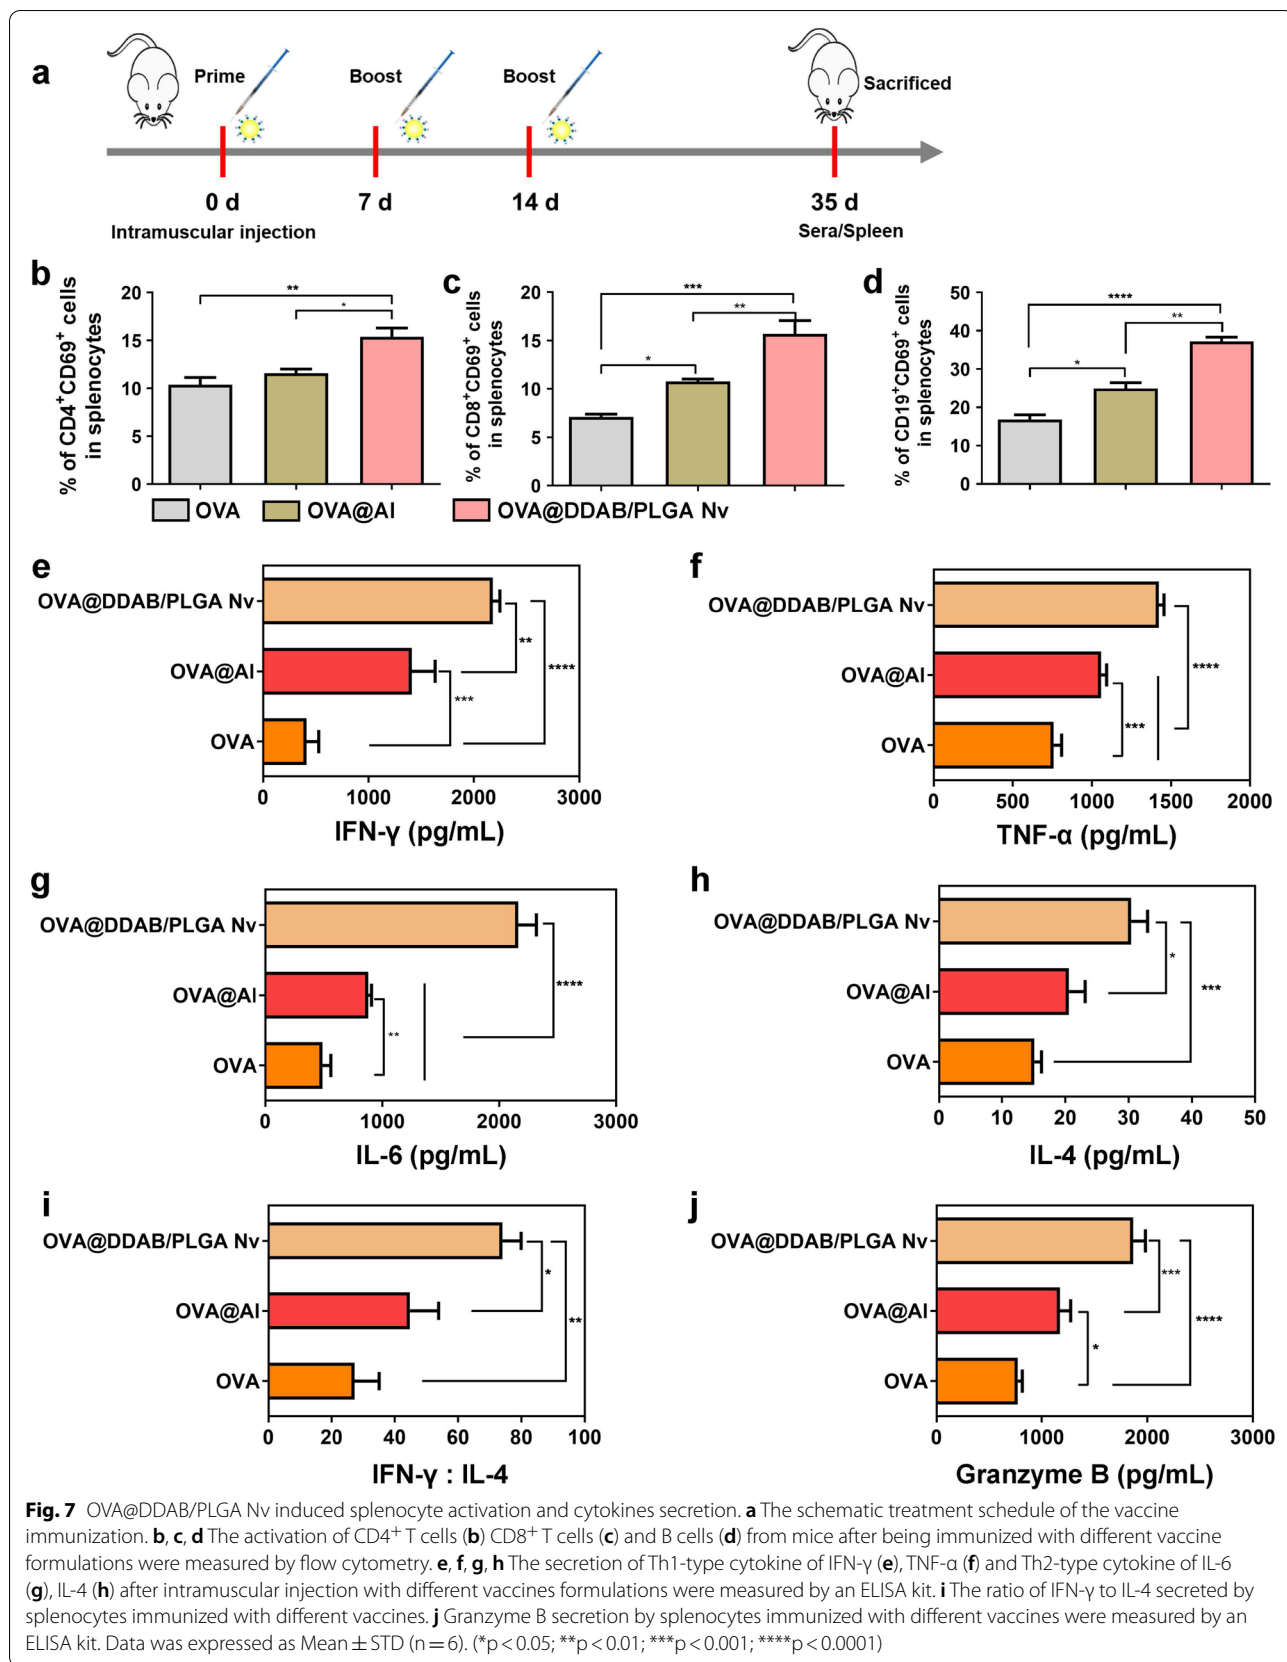 a
Prime
Boost
Boost
Sacrificed
0 d
7 d
14 d
35 d
Intramuscular injection
Sera/Spleen
b
% of CD4⁺CD69⁺ cells
in splenocytes
20
15
10
5
0
**
*
c
% of CD8⁺CD69⁺ cells
in splenocytes
20
15
10
5
0
***
**
*
d
% of CD19⁺CD69⁺ cells
in splenocytes
50
40
30
20
10
0
****
**
*
OVA
OVA@Al
OVA@DDAB/PLGA Nv
e
OVA@DDAB/PLGA Nv
OVA@Al
OVA
**
****
***
0 1000 2000 3000
IFN-γ (pg/mL)
f
OVA@DDAB/PLGA Nv
OVA@Al
OVA
****
***
0 500 1000 1500 2000
TNF-α (pg/mL)
g
OVA@DDAB/PLGA Nv
OVA@Al
OVA
****
**
0 1000 2000 3000
IL-6 (pg/mL)
h
OVA@DDAB/PLGA Nv
OVA@Al
OVA
*
***
0 10 20 30 40 50
IL-4 (pg/mL)
i
OVA@DDAB/PLGA Nv
OVA@Al
OVA
*
**
0 20 40 60 80 100
IFN-γ : IL-4
j
OVA@DDAB/PLGA Nv
OVA@Al
OVA
***
****
*
0 1000 2000 3000
Granzyme B (pg/mL)
Fig. 7 OVA@DDAB/PLGA Nv induced splenocyte activation and cytokines secretion. a The schematic treatment schedule of the vaccine
immunization. b, c, d The activation of CD4⁺ T cells (b) CD8⁺ T cells (c) and B cells (d) from mice after being immunized with different vaccine
formulations were measured by flow cytometry. e, f, g, h The secretion of Th1-type cytokine of IFN-γ (e), TNF-α (f) and Th2-type cytokine of IL-6
(g), IL-4 (h) after intramuscular injection with different vaccines formulations were measured by an ELISA kit. i The ratio of IFN-γ to IL-4 secreted by
splenocytes immunized with different vaccines. j Granzyme B secretion by splenocytes immunized with different vaccines were measured by an
ELISA kit. Data was expressed as Mean ± STD (n = 6). (*p < 0.05; **p < 0.01; ***p < 0.001; ****p < 0.0001)